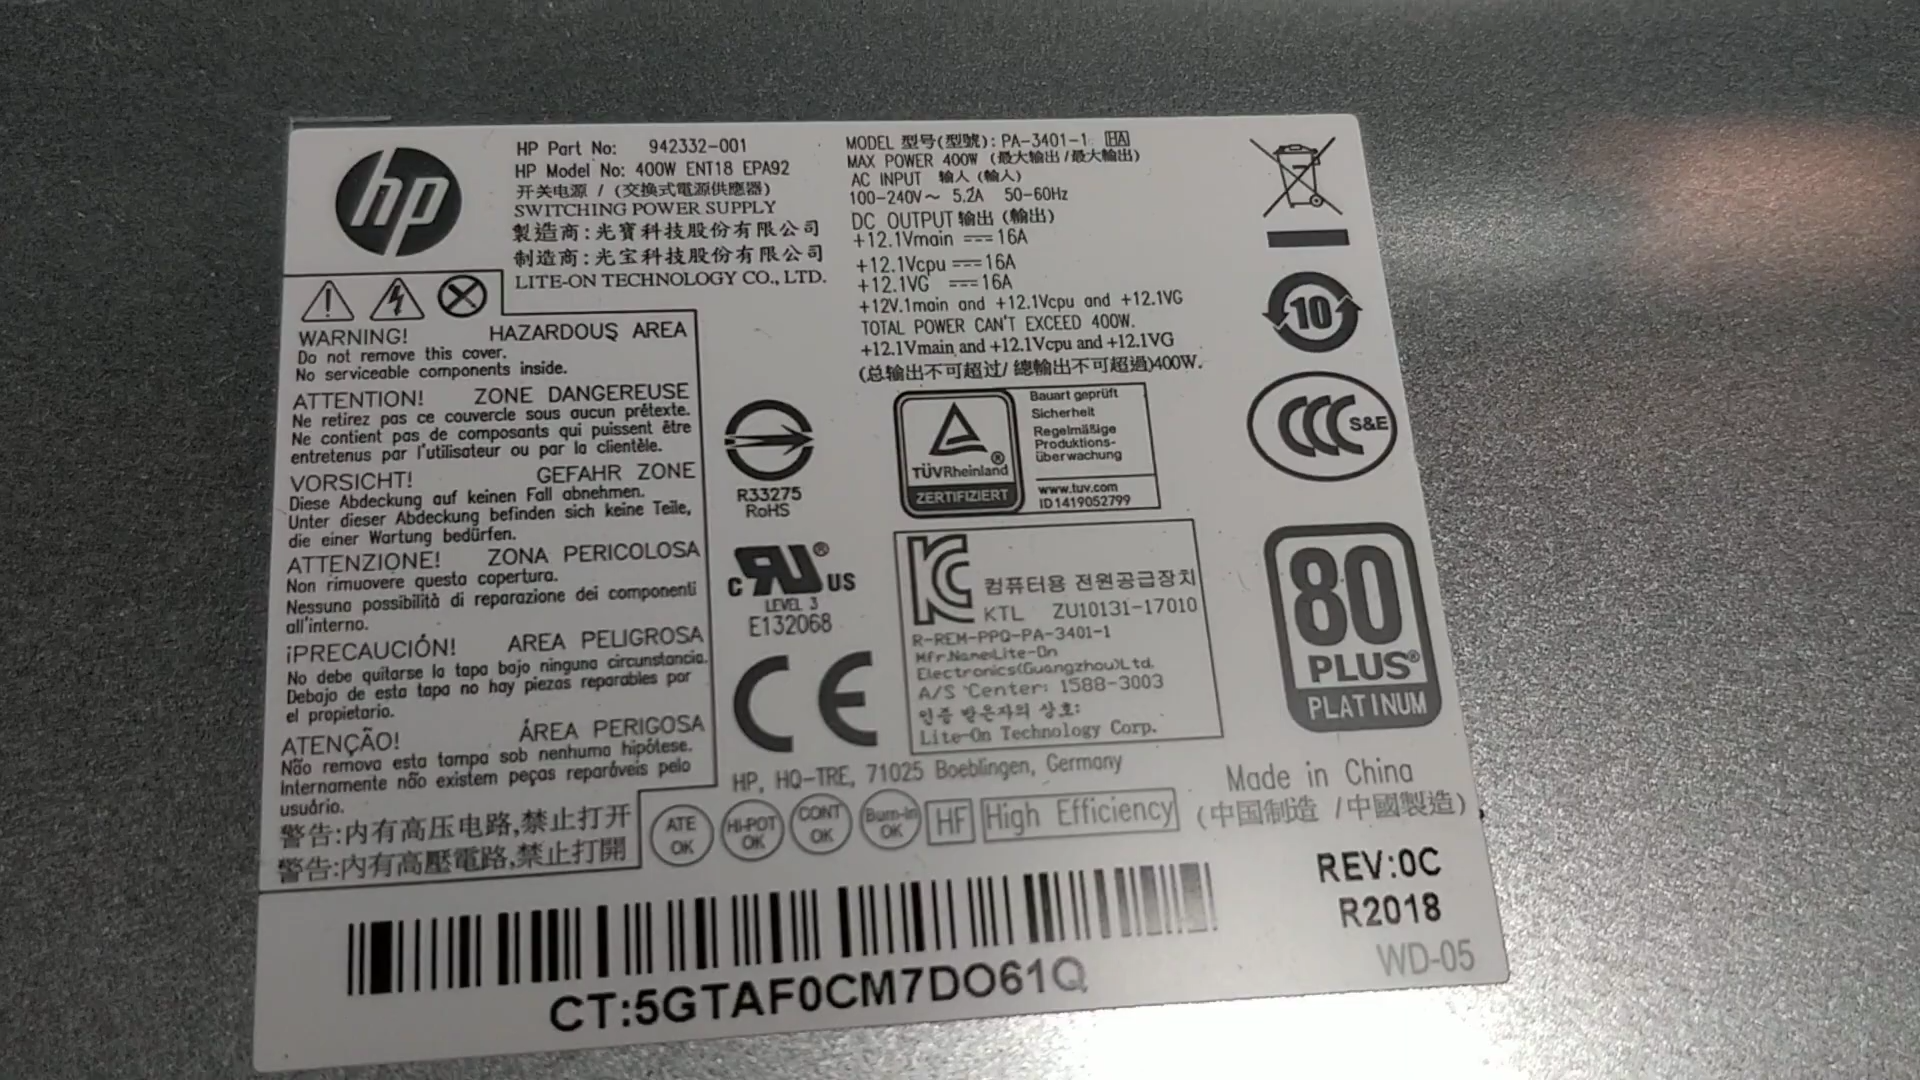 hp
HP Part No: 942332-001
HP Model No: 400W ENT18 EPA92
开关电源 / (交換式電源供應器)
SWITCHING POWER SUPPLY
製造商:光寶科技股份有限公司
制造商:光宝科技股份有限公司
LITE-ON TECHNOLOGY CO., LTD.
MODEL 型号(型號): PA-3401-1 HA
MAX POWER 400W (最大输出/最大輸出)
AC INPUT 输入 (輸入)
100-240V~ 5.2A 50-60Hz
DC OUTPUT 输出 (輸出)
+12.1Vmain 16A
+12.1Vcpu 16A
+12.1VG 16A
+12V.1main and +12.1Vcpu and +12.1VG
TOTAL POWER CAN'T EXCEED 400W.
+12.1Vmain and +12.1Vcpu and +12.1VG
(总输出不可超过/ 總輸出不可超過)400W.
WARNING! HAZARDOUS AREA
Do not remove this cover.
No serviceable components inside.
ATTENTION! ZONE DANGEREUSE
Ne retirez pas ce couvercle sous aucun prétexte.
Ne contient pas de composants qui puissent être
entretenus par l'utilisateur ou par la clientèle.
VORSICHT! GEFAHR ZONE
Diese Abdeckung auf keinen Fall abnehmen.
Unter dieser Abdeckung befinden sich keine Teile,
die einer Wartung bedürfen.
ATTENZIONE! ZONA PERICOLOSA
Non rimuovere questa copertura.
Nessuna possibilità di reparazione dei componenti
all'interno.
¡PRECAUCIÓN! AREA PELIGROSA
No debe quitarse la tapa bajo ninguna circunstancia.
Debajo de esta tapa no hay piezas reparables por
el propietario.
ATENÇÃO! ÁREA PERIGOSA
Não remova esta tampa sob nenhuma hipótese.
Internamente não existem peças reparáveis pelo
usuário.
警告:内有高压电路,禁止打开
警告:內有高壓電路,禁止打開
R33275
RoHS
TÜVRheinland®
ZERTIFIZIERT
Bauart geprüft
Sicherheit
Regelmäßige
Produktions-
überwachung
www.tuv.com
ID1419052799
10
CCC S&E
c RU ® US
LEVEL 3
E132068
CE
KC
컴퓨터용 전원공급장치
KTL ZU10131-17010
R-REM-PPQ-PA-3401-1
Mfr.Name:Lite-On
Electronics(Guangzhou)Ltd.
A/S Center: 1588-3003
인증 받은자의 상호:
Lite-On Technology Corp.
80
PLUS®
PLATINUM
HP, HQ-TRE, 71025 Boeblingen, Germany
ATE OK
HI-POT OK
CONT OK
Burn-in OK
HF
High Efficiency
Made in China
(中国制造 /中國製造)
REV:0C
R2018
WD-05
CT:5GTAF0CM7DO61Q